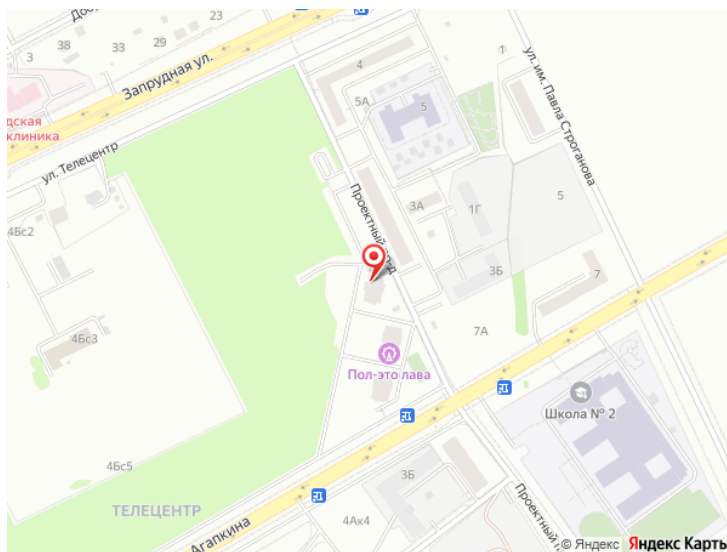 23
38
33
29
3
Запрудная ул.
4
5А
5
1
дская
клиника
ул. Телецентр
ул. им. Павла Строганова
4Бс2
Проектный
3А
1Г
5
3Б
7
4Бс3
7А
Пол-это лава
Школа № 2
4Бс5
3Б
ТЕЛЕЦЕНТР
4Ак4
Агапкина
Проектный
© Яндекс Яндекс Карты